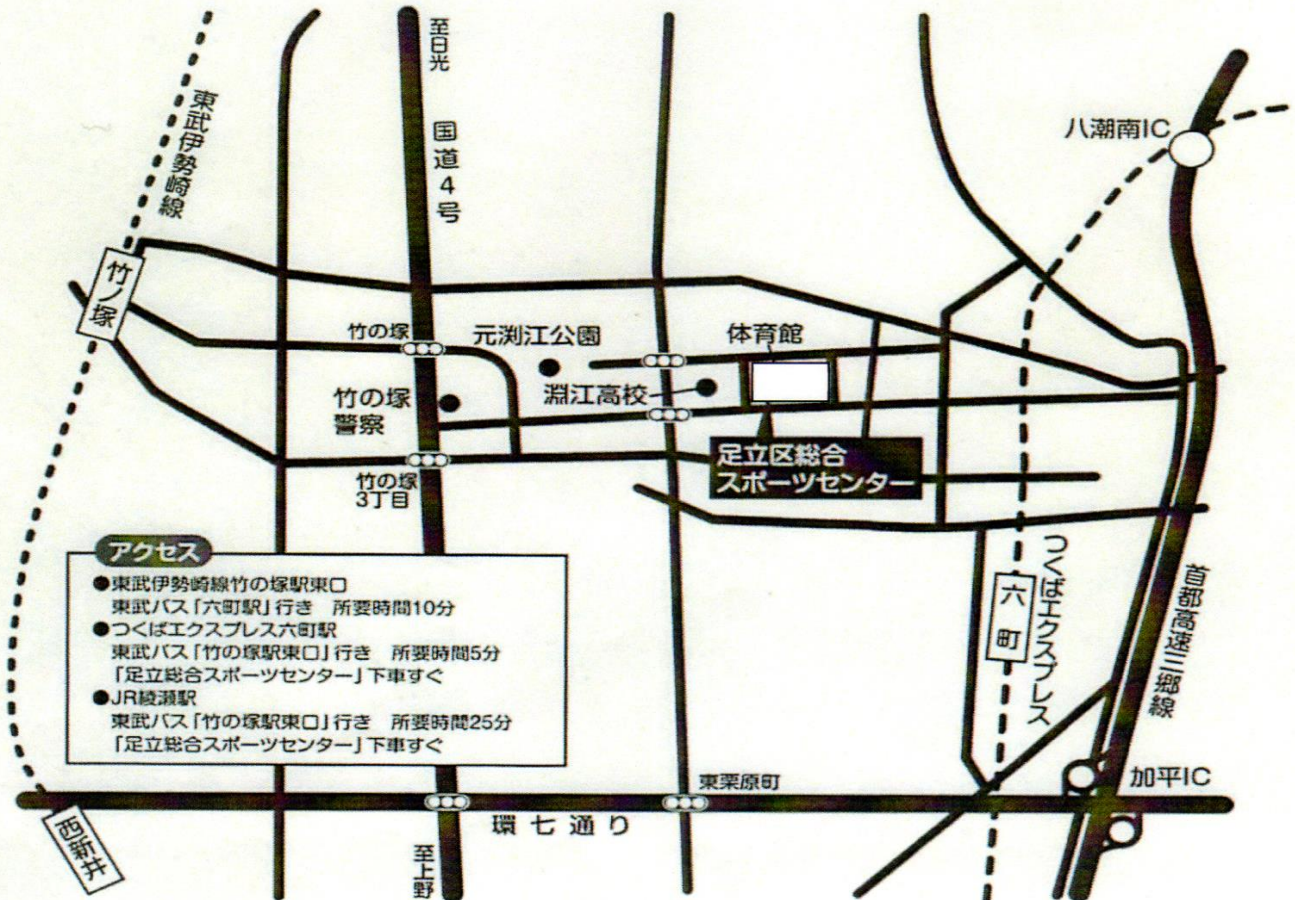 至日光
東武伊勢崎線
国道4号
八潮南IC
竹ノ塚
竹の塚
元渕江公園
体育館
竹の塚
警察
淵江高校
足立区総合
スポーツセンター
竹の塚
3丁目
アクセス
●東武伊勢崎線竹の塚駅東口
東武バス「六町駅」行き 所要時間10分
●つくばエクスプレス六町駅
東武バス「竹の塚駅東口」行き 所要時間5分
「足立総合スポーツセンター」下車すぐ
●JR綾瀬駅
東武バス「竹の塚駅東口」行き 所要時間25分
「足立総合スポーツセンター」下車すぐ
つくばエクスプレス
六町
首都高速三郷線
東栗原町
加平IC
環七通り
西新井
至上野